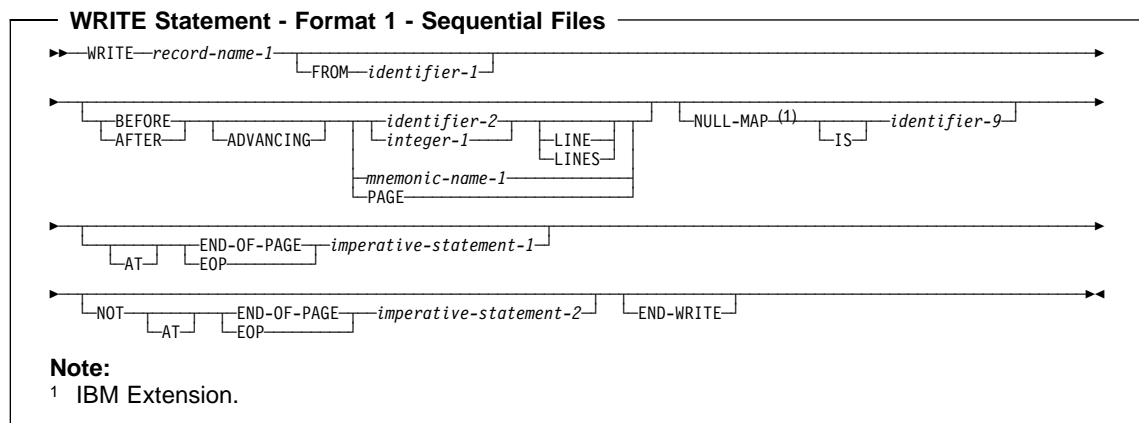 WRITE Statement - Format 1 - Sequential Files
WRITE record-name-1
FROM identifier-1
BEFORE identifier-2 NULL-MAP (1) identifier-9
AFTER ADVANCING integer-1 LINE IS
LINES
mnemonic-name-1
PAGE
END-OF-PAGE imperative-statement-1
AT EOP
NOT END-OF-PAGE imperative-statement-2 END-WRITE
AT EOP
Note:
1 IBM Extension.